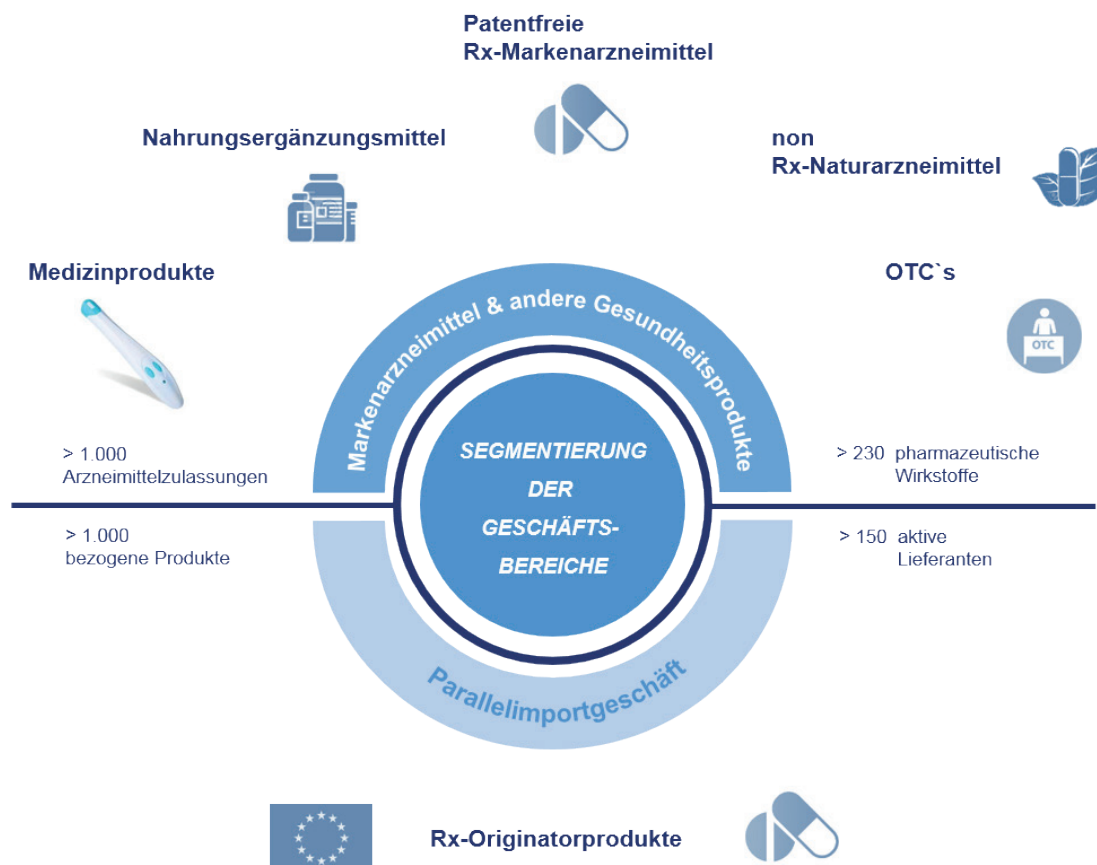 Patentfreie
Rx-Markenarzneimittel
Nahrungsergänzungsmittel
non
Rx-Naturarzneimittel
Medizinprodukte
OTC`s
OTC
Markenarzneimittel & andere Gesundheitsprodukte
> 1.000
Arzneimittelzulassungen
SEGMENTIERUNG
DER
GESCHÄFTS-
BEREICHE
> 230 pharmazeutische
Wirkstoffe
> 1.000
bezogene Produkte
> 150 aktive
Lieferanten
Parallelimportgeschäft
Rx-Originatorprodukte